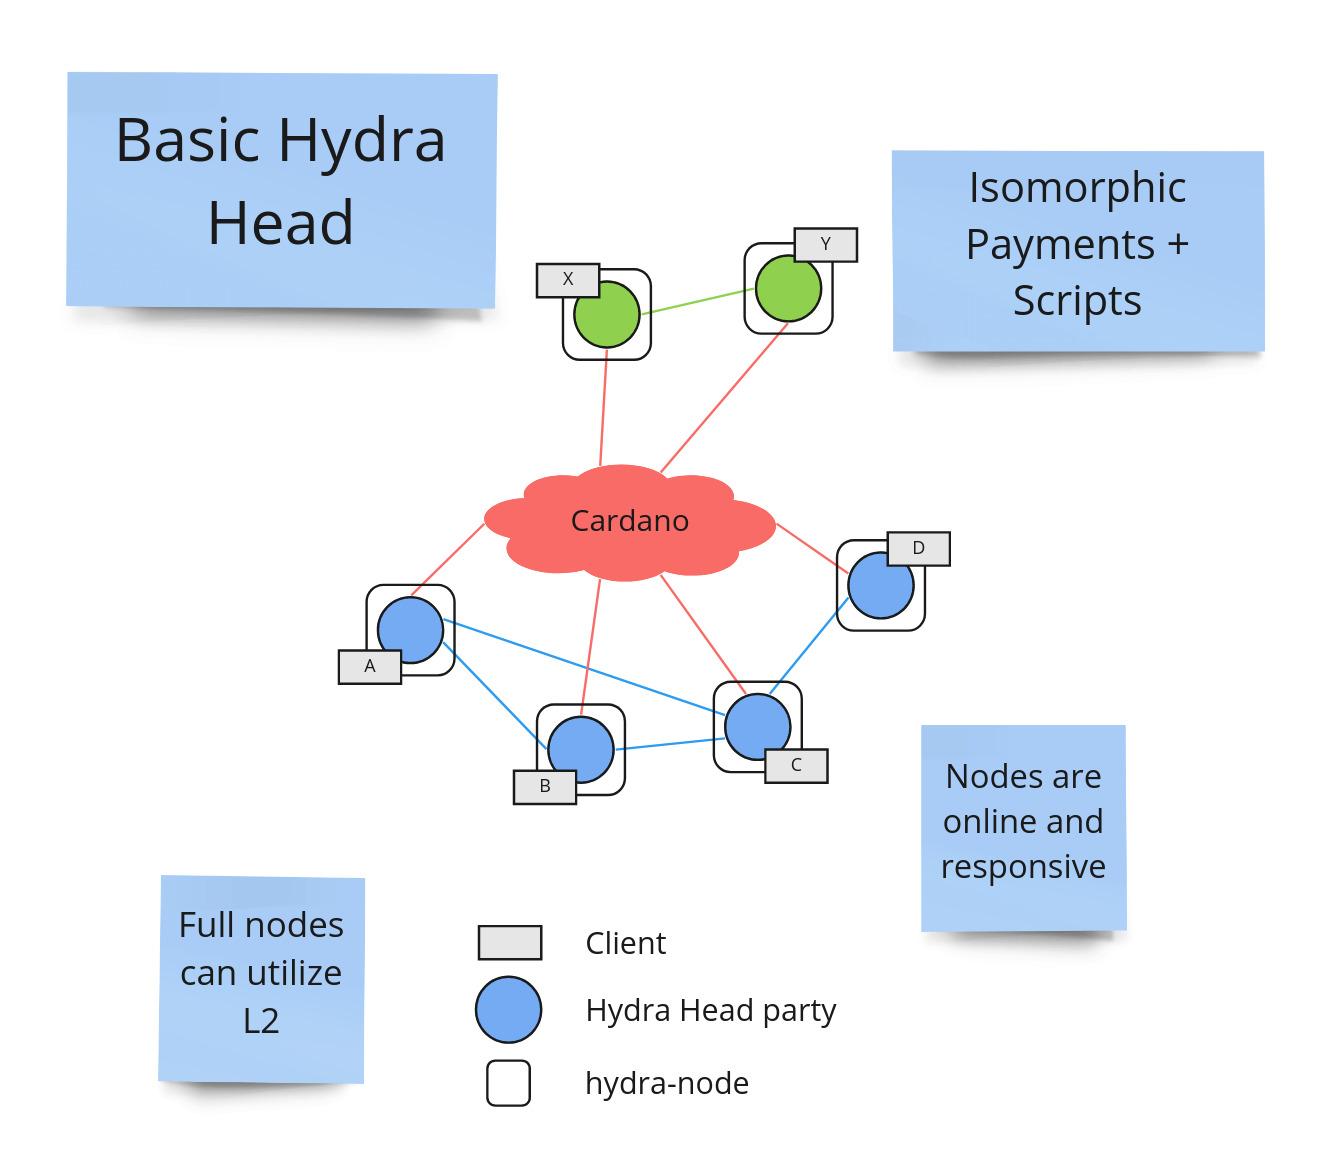 Basic Hydra
Head
Isomorphic
Payments +
Scripts
Y
X
Cardano
D
A
B
C
Nodes are
online and
responsive
Full nodes
can utilize
L2
Client
Hydra Head party
hydra-node